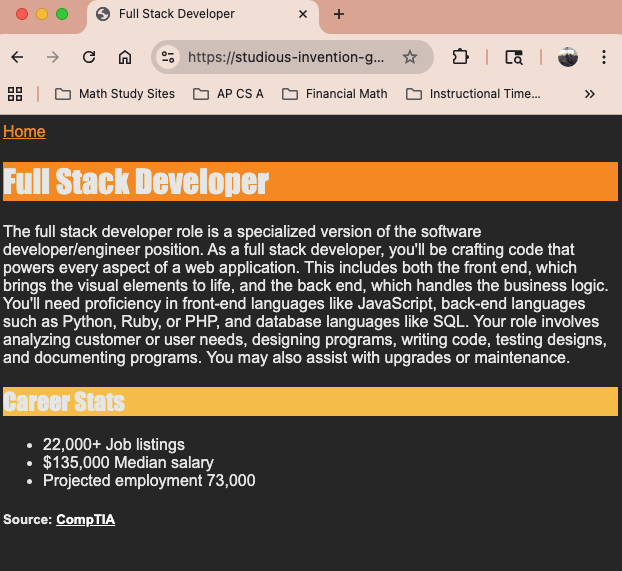 Full Stack Developer
https://studious-invention-g...
Math Study Sites
AP CS A
Financial Math
Instructional Time...
Home
Full Stack Developer
The full stack developer role is a specialized version of the software
developer/engineer position. As a full stack developer, you'll be crafting code that
powers every aspect of a web application. This includes both the front end, which
brings the visual elements to life, and the back end, which handles the business logic.
You'll need proficiency in front-end languages like JavaScript, back-end languages
such as Python, Ruby, or PHP, and database languages like SQL. Your role involves
analyzing customer or user needs, designing programs, writing code, testing designs,
and documenting programs. You may also assist with upgrades or maintenance.
Career Stats
22,000+ Job listings
$135,000 Median salary
Projected employment 73,000
Source: CompTIA